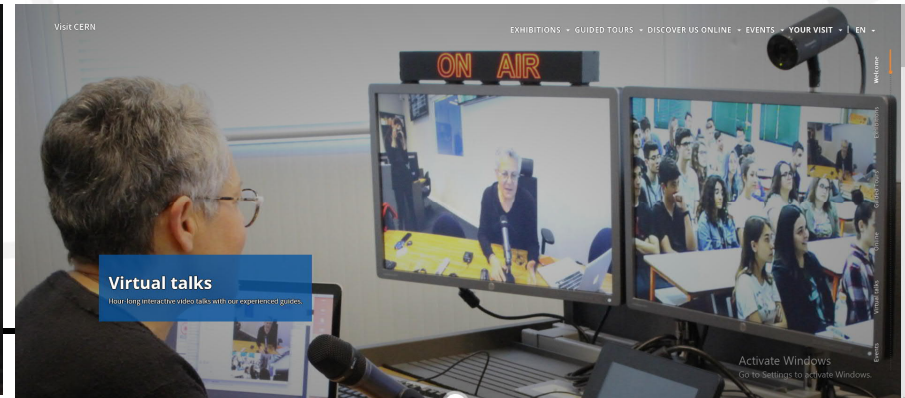 Visit CERN
EXHIBITIONS GUIDED TOURS DISCOVER US ONLINE EVENTS YOUR VISIT | EN
ON AIR
Welcome
Exhibitions
Guided Tours
Online
Virtual talks
Events
Virtual talks
Hour-long interactive video talks with our experienced guides.
Activate Windows
Go to Settings to activate Windows.